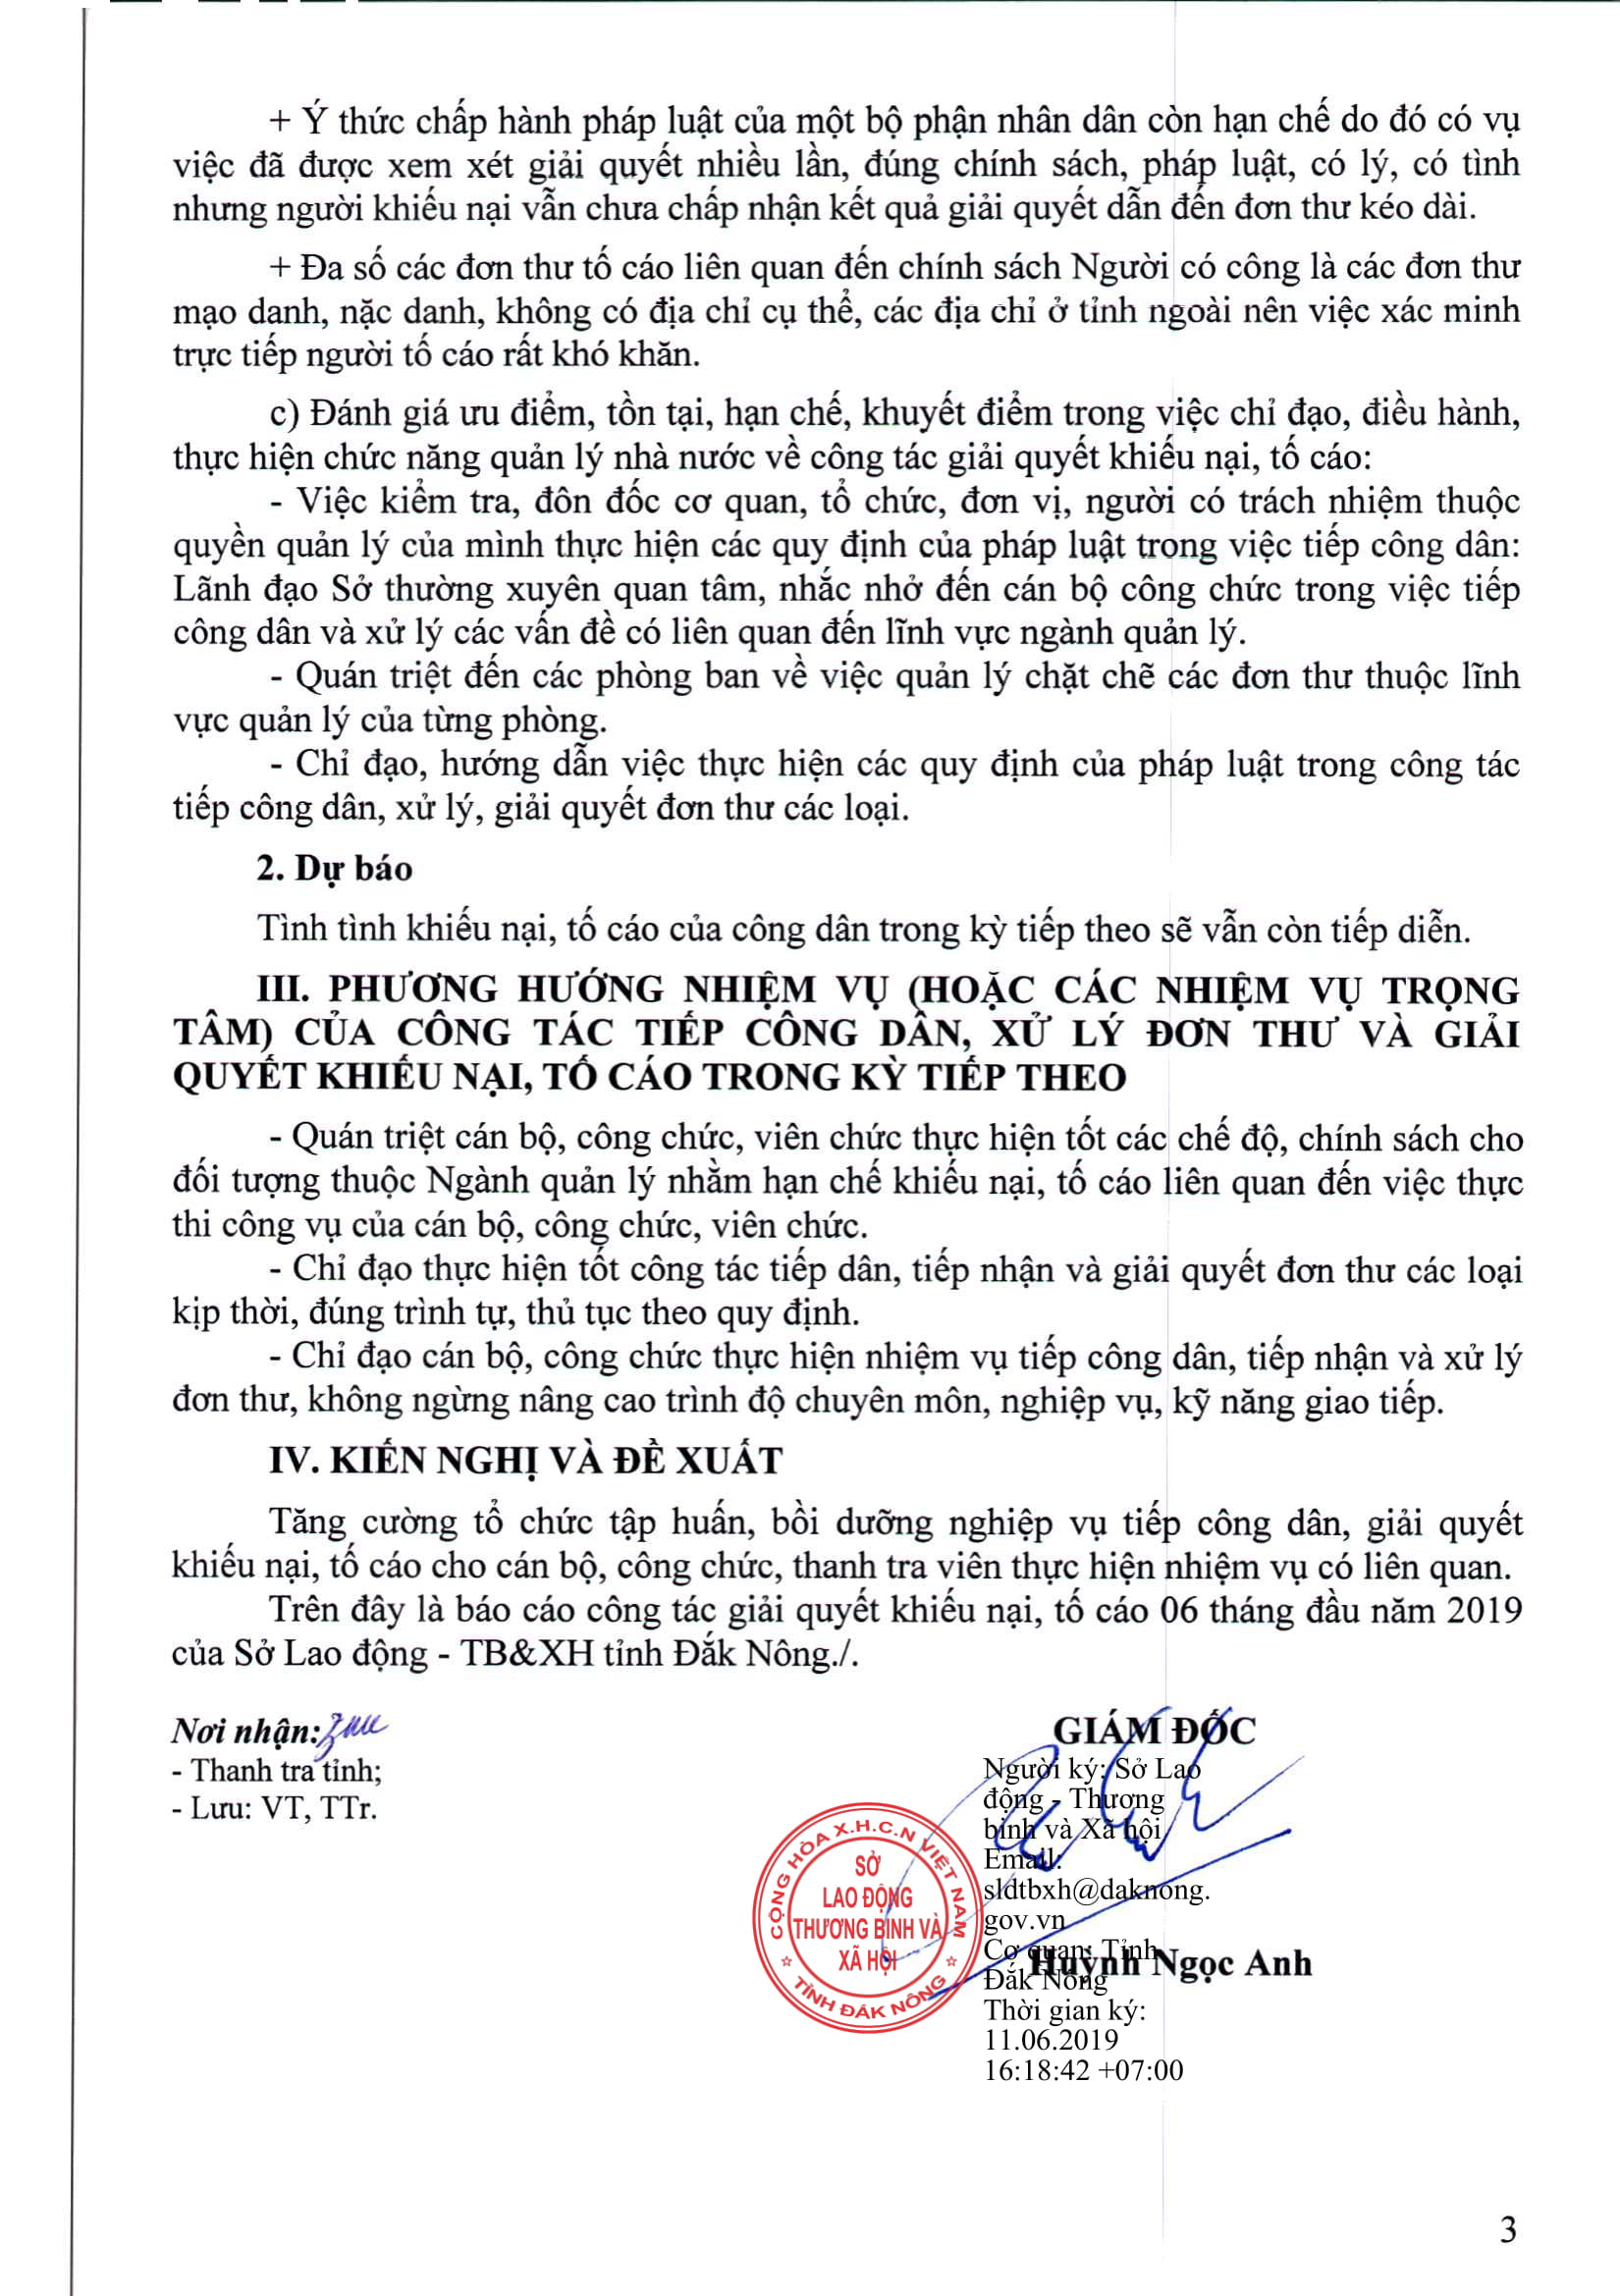 + Ý thức chấp hành pháp luật của một bộ phận nhân dân còn hạn chế do đó có vụ
việc đã được xem xét giải quyết nhiều lần, đúng chính sách, pháp luật, có lý, có tình
nhưng người khiếu nại vẫn chưa chấp nhận kết quả giải quyết dẫn đến đơn thư kéo dài.
+ Đa số các đơn thư tố cáo liên quan đến chính sách Người có công là các đơn thư
mạo danh, nặc danh, không có địa chỉ cụ thể, các địa chỉ ở tỉnh ngoài nên việc xác minh
trực tiếp người tố cáo rất khó khăn.
c) Đánh giá ưu điểm, tồn tại, hạn chế, khuyết điểm trong việc chỉ đạo, điều hành,
thực hiện chức năng quản lý nhà nước về công tác giải quyết khiếu nại, tố cáo:
- Việc kiểm tra, đôn đốc cơ quan, tổ chức, đơn vị, người có trách nhiệm thuộc
quyền quản lý của mình thực hiện các quy định của pháp luật trong việc tiếp công dân:
Lãnh đạo Sở thường xuyên quan tâm, nhắc nhở đến cán bộ công chức trong việc tiếp
công dân và xử lý các vấn đề có liên quan đến lĩnh vực ngành quản lý.
- Quán triệt đến các phòng ban về việc quản lý chặt chẽ các đơn thư thuộc lĩnh
vực quản lý của từng phòng.
- Chỉ đạo, hướng dẫn việc thực hiện các quy định của pháp luật trong công tác
tiếp công dân, xử lý, giải quyết đơn thư các loại.
2. Dự báo
Tình tình khiếu nại, tố cáo của công dân trong kỳ tiếp theo sẽ vẫn còn tiếp diễn.
III. PHƯƠNG HƯỚNG NHIỆM VỤ (HOẶC CÁC NHIỆM VỤ TRỌNG
TÂM) CỦA CÔNG TÁC TIẾP CÔNG DÂN, XỬ LÝ ĐƠN THƯ VÀ GIẢI
QUYẾT KHIẾU NẠI, TỐ CÁO TRONG KỲ TIẾP THEO
- Quán triệt cán bộ, công chức, viên chức thực hiện tốt các chế độ, chính sách cho
đối tượng thuộc Ngành quản lý nhằm hạn chế khiếu nại, tố cáo liên quan đến việc thực
thi công vụ của cán bộ, công chức, viên chức.
- Chỉ đạo thực hiện tốt công tác tiếp dân, tiếp nhận và giải quyết đơn thư các loại
kịp thời, đúng trình tự, thủ tục theo quy định.
- Chỉ đạo cán bộ, công chức thực hiện nhiệm vụ tiếp công dân, tiếp nhận và xử lý
đơn thư, không ngừng nâng cao trình độ chuyên môn, nghiệp vụ, kỹ năng giao tiếp.
IV. KIẾN NGHỊ VÀ ĐỀ XUẤT
Tăng cường tổ chức tập huấn, bồi dưỡng nghiệp vụ tiếp công dân, giải quyết
khiếu nại, tố cáo cho cán bộ, công chức, thanh tra viên thực hiện nhiệm vụ có liên quan.
Trên đây là báo cáo công tác giải quyết khiếu nại, tố cáo 06 tháng đầu năm 2019
của Sở Lao động - TB&XH tỉnh Đắk Nông./.
Nơi nhận:
- Thanh tra tỉnh;
- Lưu: VT, TTr.
GIÁM ĐỐC
Người ký: Sở Lao
động - Thương
binh và Xã hội
Email:
sldtbxh@daknong.
gov.vn
Cơ quan: Tỉnh
Đắk Nông
Thời gian ký:
11.06.2019
16:18:42 +07:00
Huỳnh Ngọc Anh
CỘNG HÒA X.H.C.N VIỆT NAM
SỞ
LAO ĐỘNG
THƯƠNG BINH VÀ
XÃ HỘI
TỈNH ĐẮK NÔNG
3